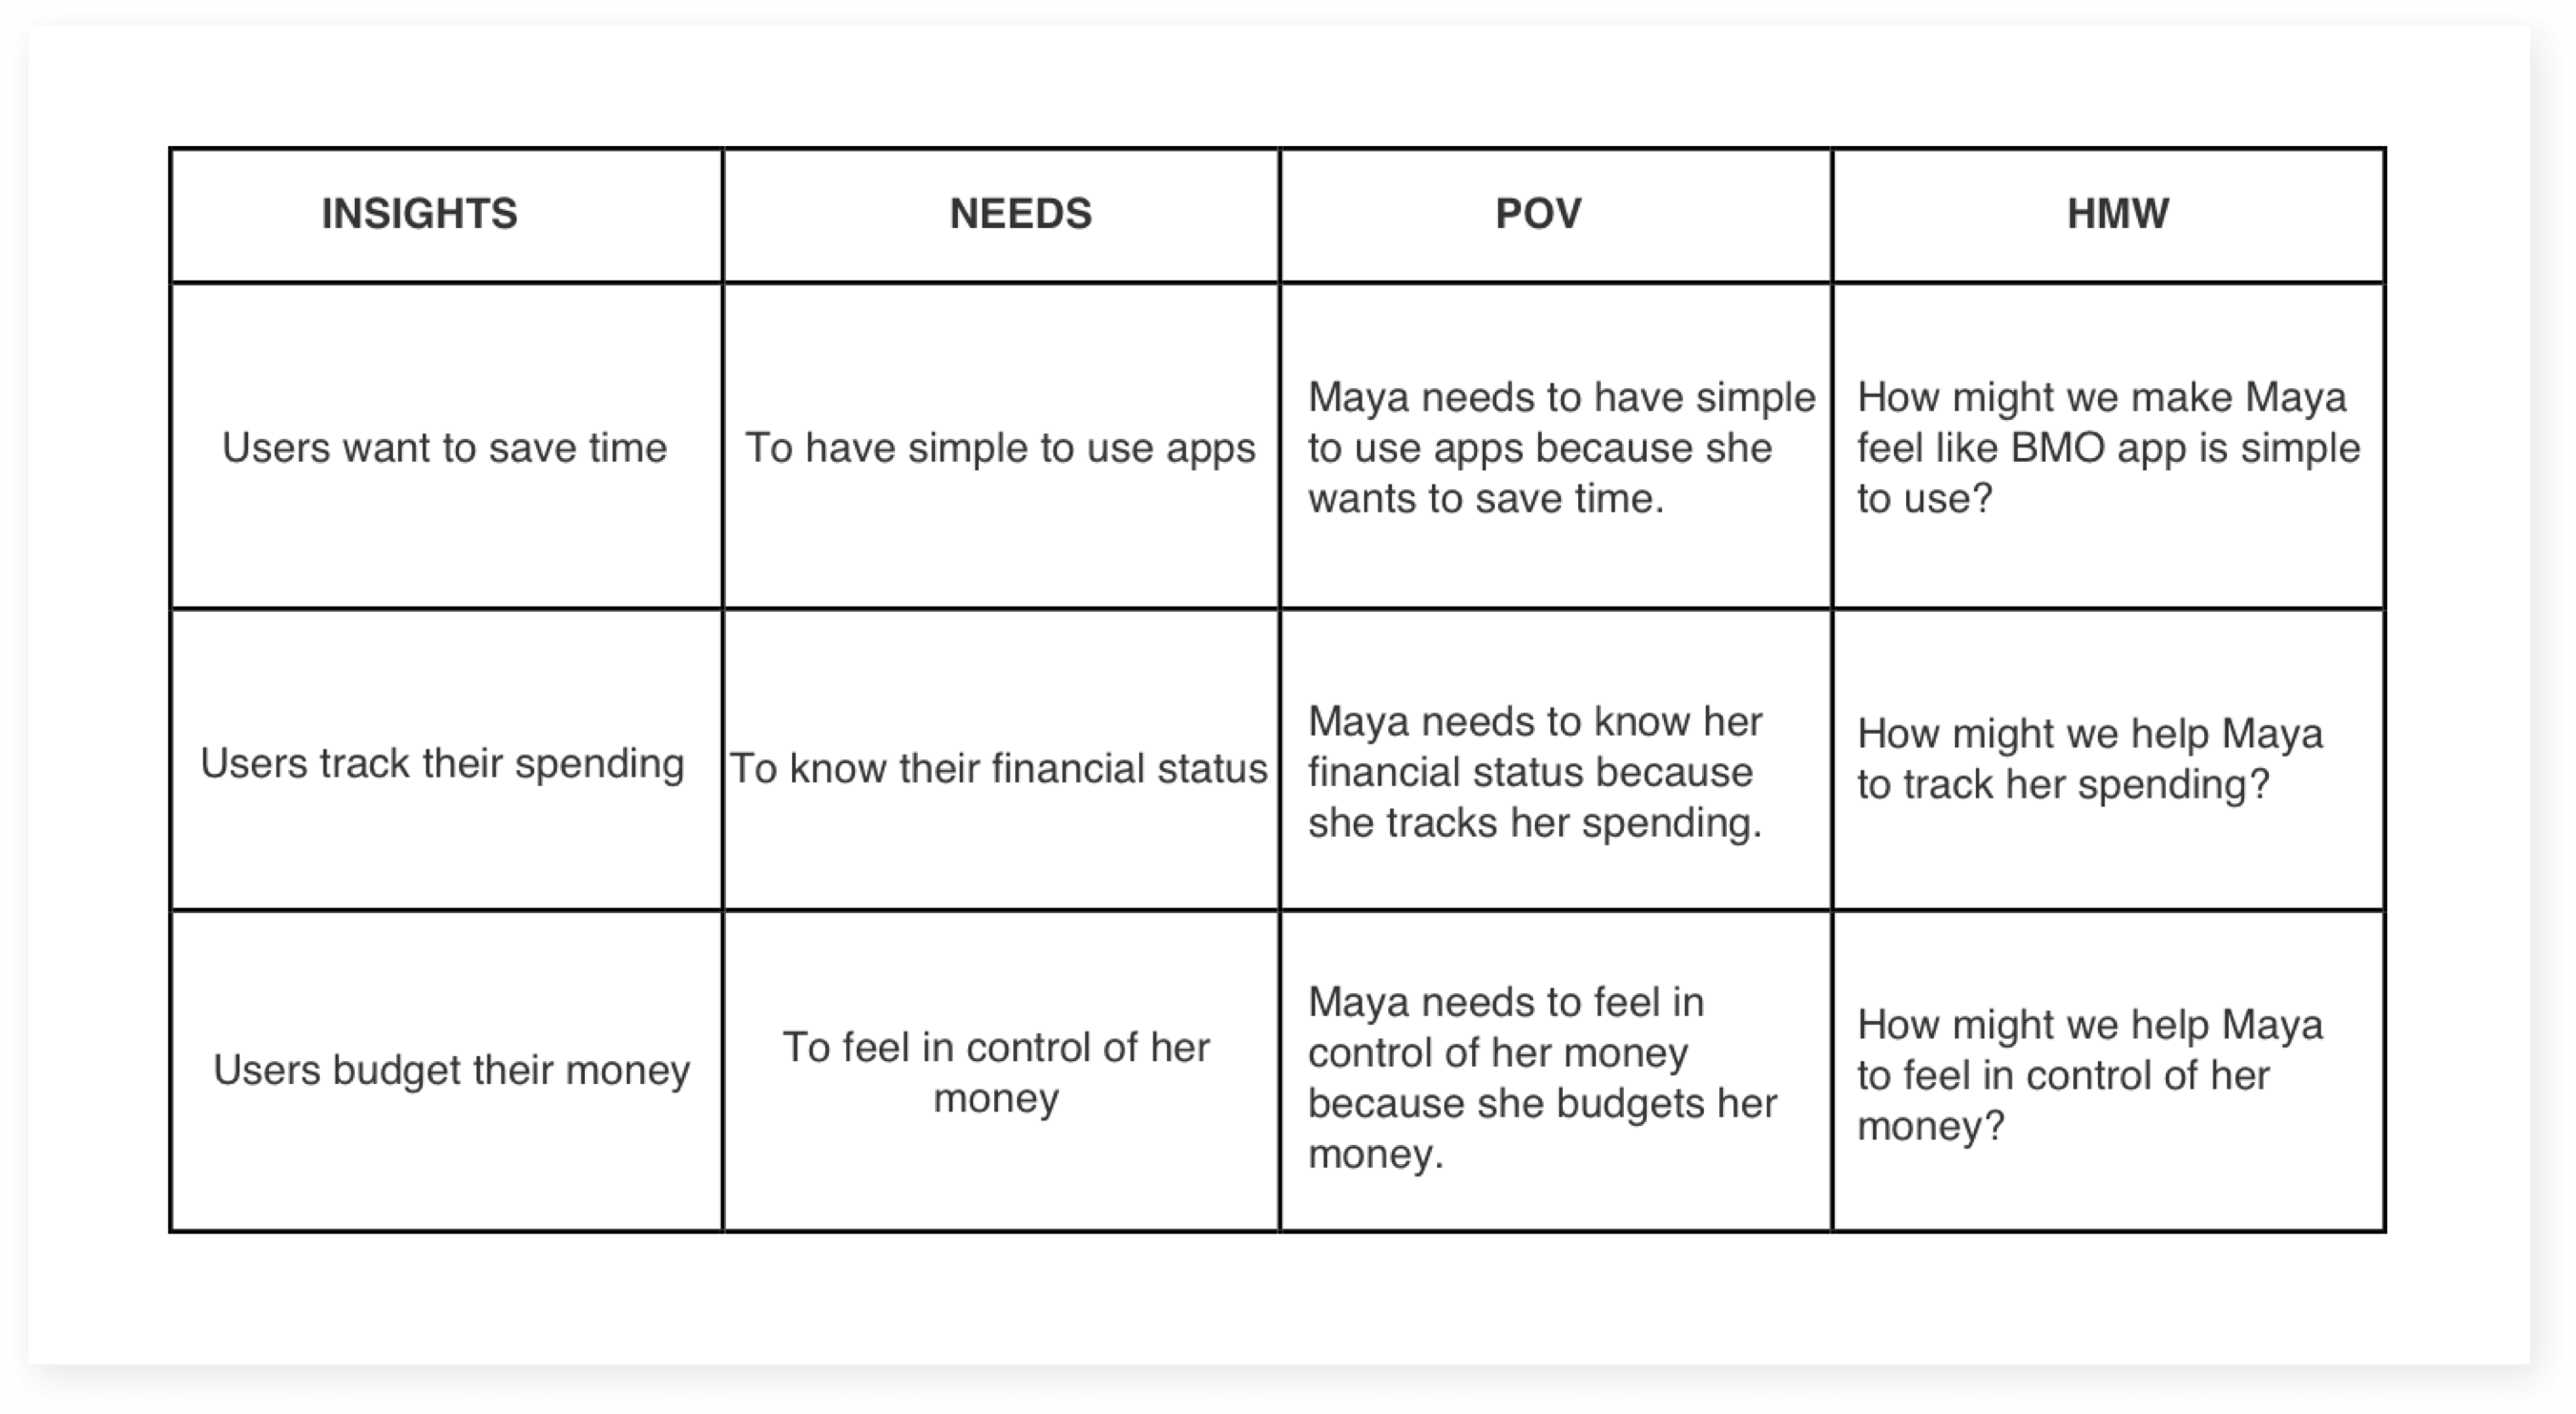 INSIGHTS
NEEDS
POV
HMW
Users want to save time
To have simple to use apps
Maya needs to have simple
to use apps because she
wants to save time.
How might we make Maya
feel like BMO app is simple
to use?
Users track their spending
To know their financial status
Maya needs to know her
financial status because
she tracks her spending.
How might we help Maya
to track her spending?
Users budget their money
To feel in control of her
money
Maya needs to feel in
control of her money
because she budgets her
money.
How might we help Maya
to feel in control of her
money?